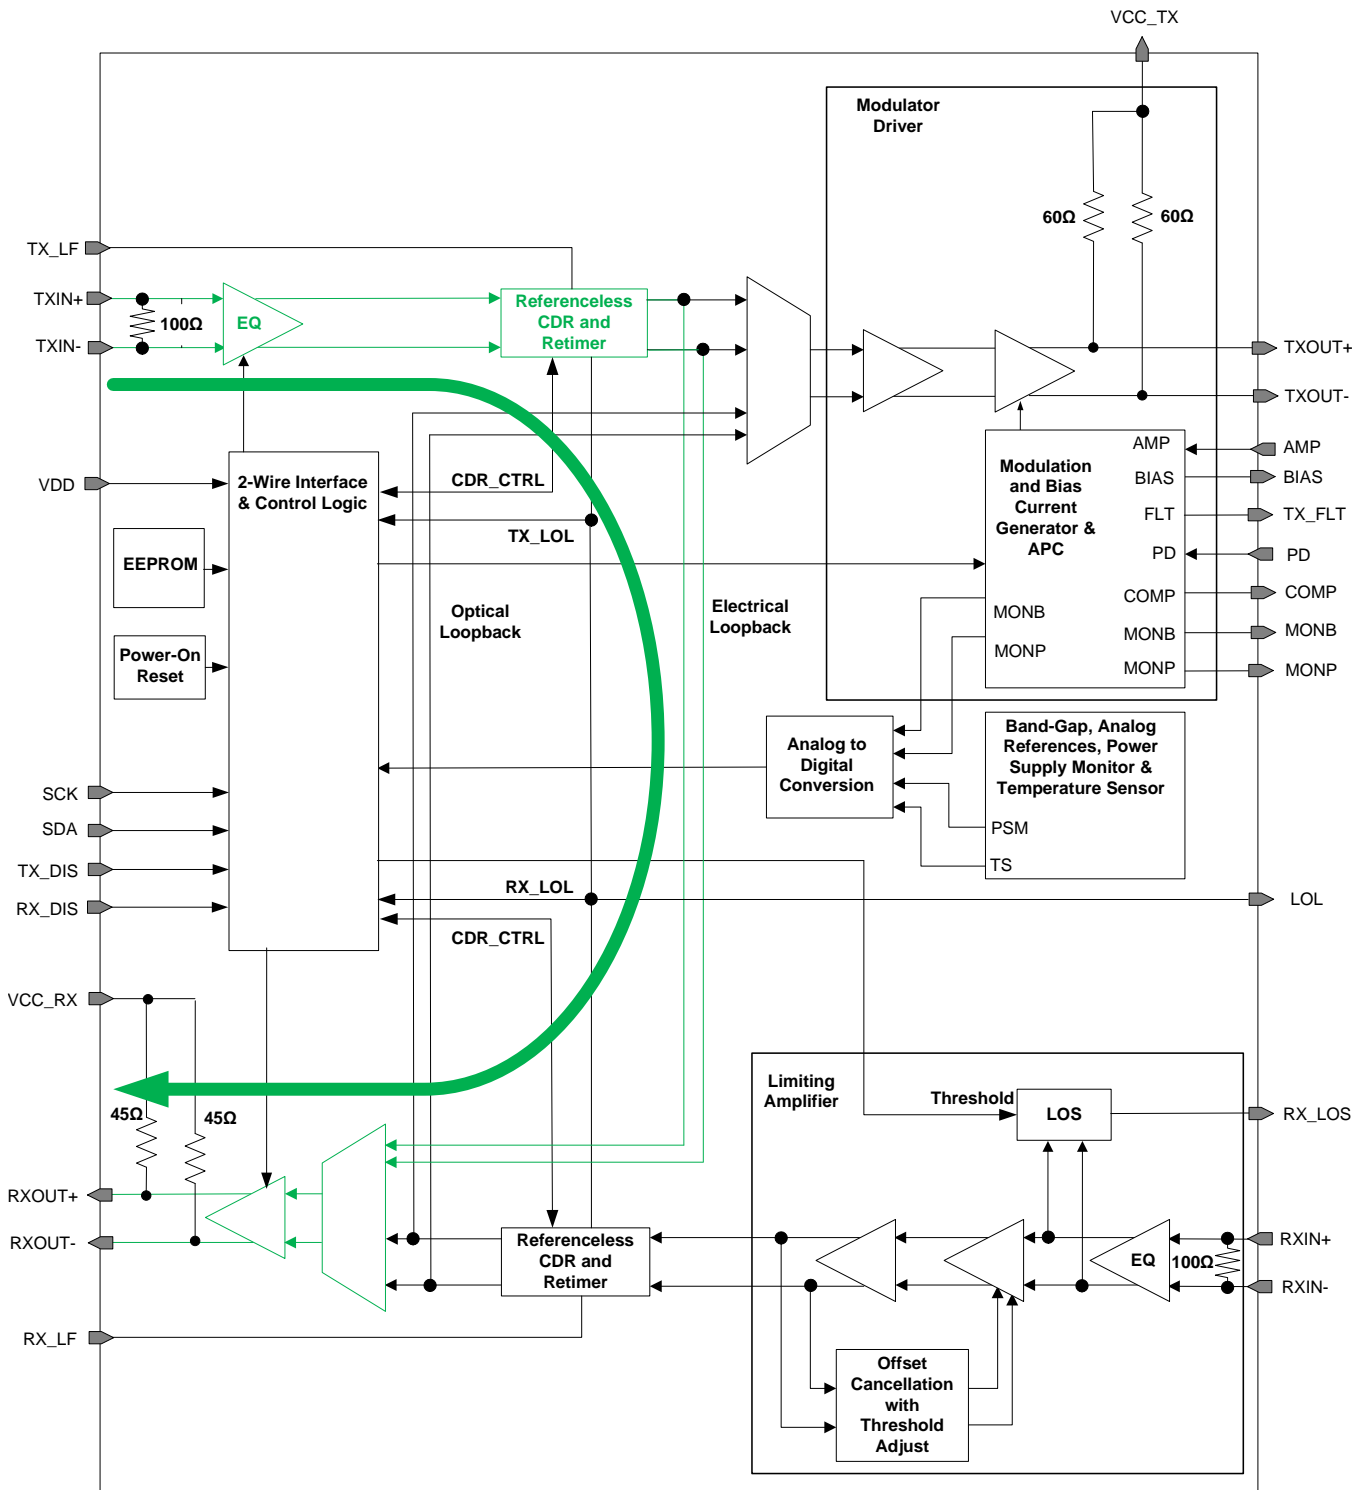 VCC_TX
Modulator
Driver
60Ω
60Ω
TX_LF
TXIN+
TXIN-
100Ω
EQ
Referenceless
CDR and
Retimer
TXOUT+
TXOUT-
VDD
2-Wire Interface
& Control Logic
CDR_CTRL
TX_LOL
EEPROM
Power-On
Reset
Optical
Loopback
Electrical
Loopback
Modulation
and Bias
Current
Generator &
APC
AMP
BIAS
FLT
PD
COMP
MONB
MONP
MONB
MONP
AMP
BIAS
TX_FLT
PD
COMP
MONB
MONP
Analog to
Digital
Conversion
Band-Gap, Analog
References, Power
Supply Monitor &
Temperature Sensor
PSM
TS
SCK
SDA
TX_DIS
RX_DIS
RX_LOL
CDR_CTRL
LOL
VCC_RX
45Ω
45Ω
RXOUT+
RXOUT-
RX_LF
Referenceless
CDR and
Retimer
Limiting
Amplifier
Threshold
LOS
RX_LOS
EQ
100Ω
RXIN+
RXIN-
Offset
Cancellation
with
Threshold
Adjust